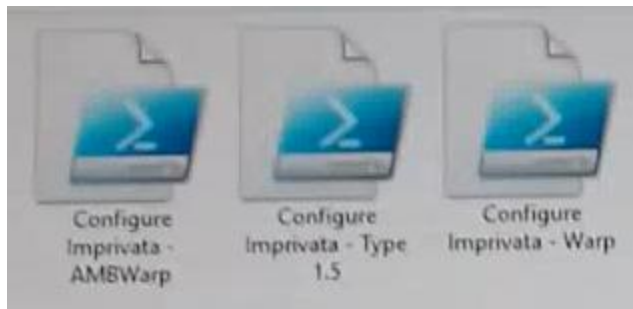 Configure
Imprivata -
AMBWarp
Configure
Imprivata - Type
1.5
Configure
Imprivata - Warp